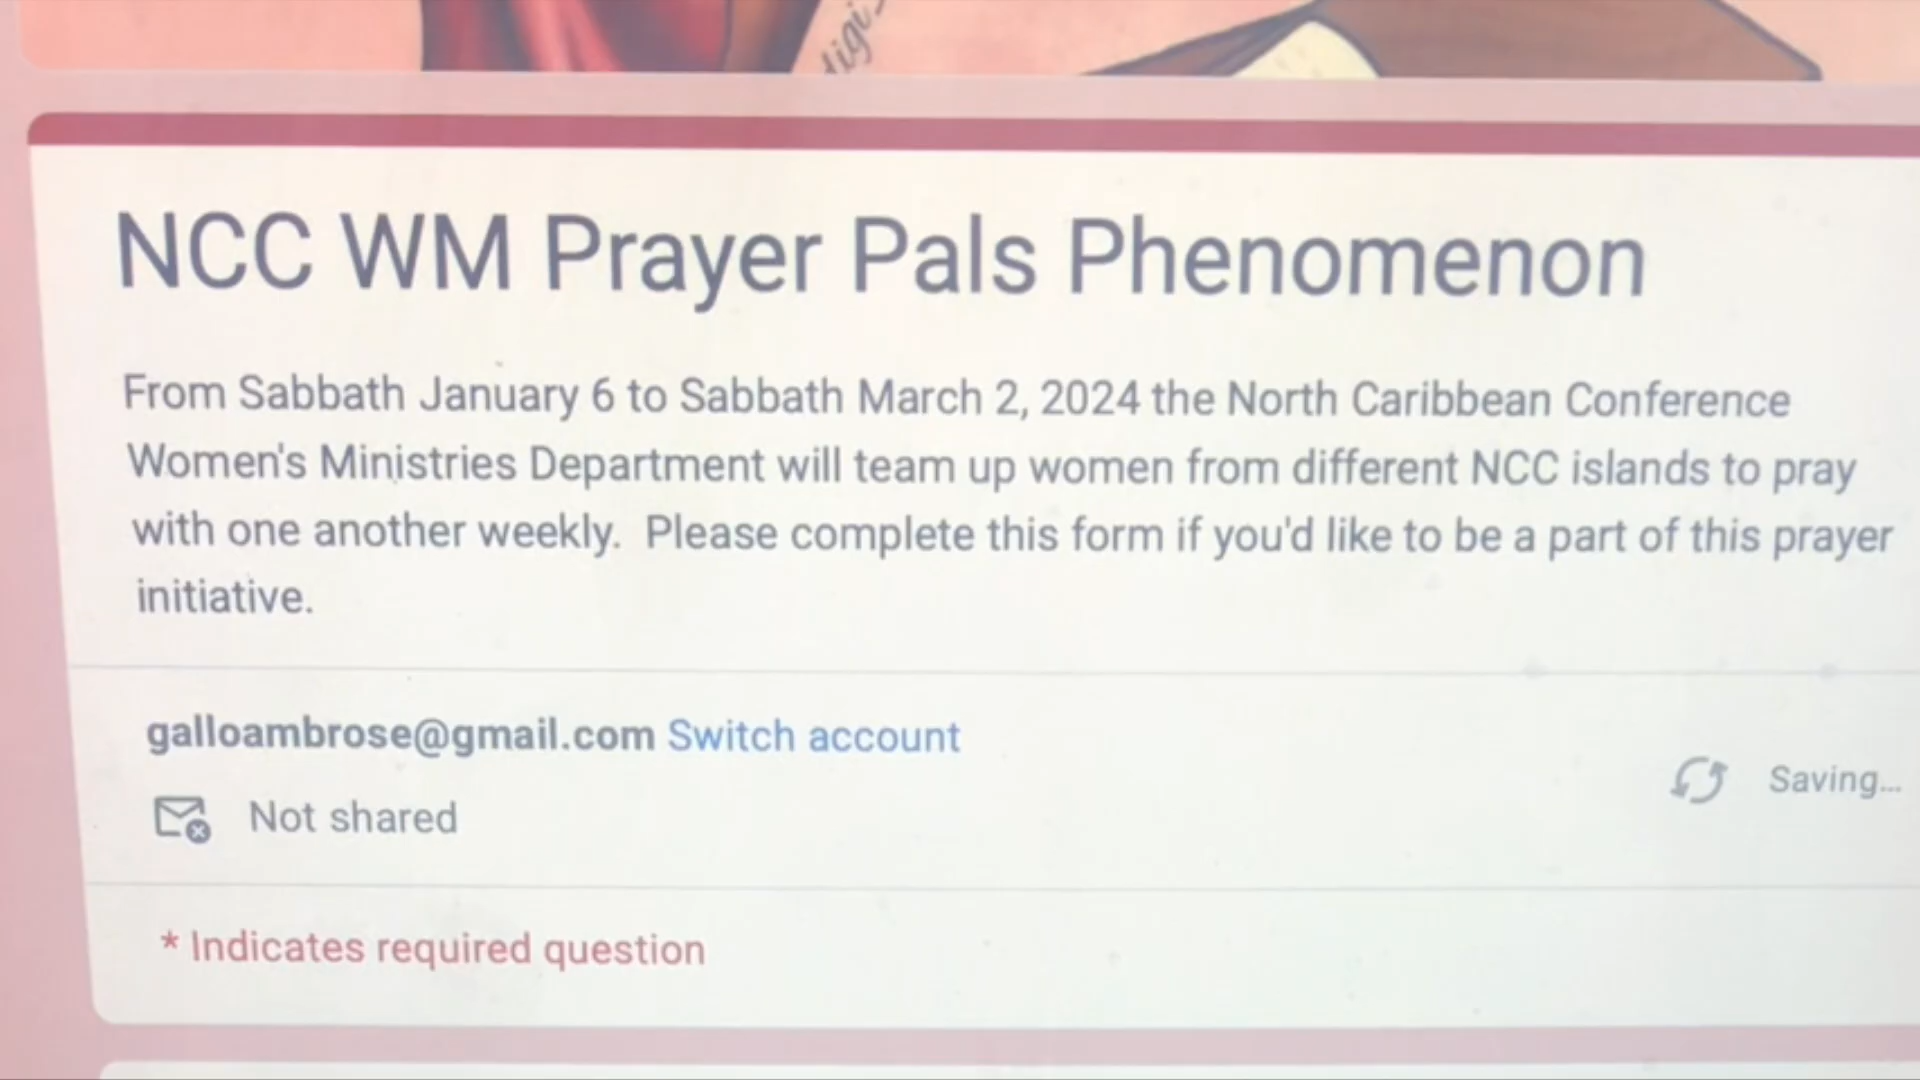 digi
NCC WM Prayer Pals Phenomenon
From Sabbath January 6 to Sabbath March 2, 2024 the North Caribbean Conference
Women's Ministries Department will team up women from different NCC islands to pray
with one another weekly.  Please complete this form if you'd like to be a part of this prayer
initiative.
galloambrose@gmail.com Switch account
Saving...
Not shared
* Indicates required question